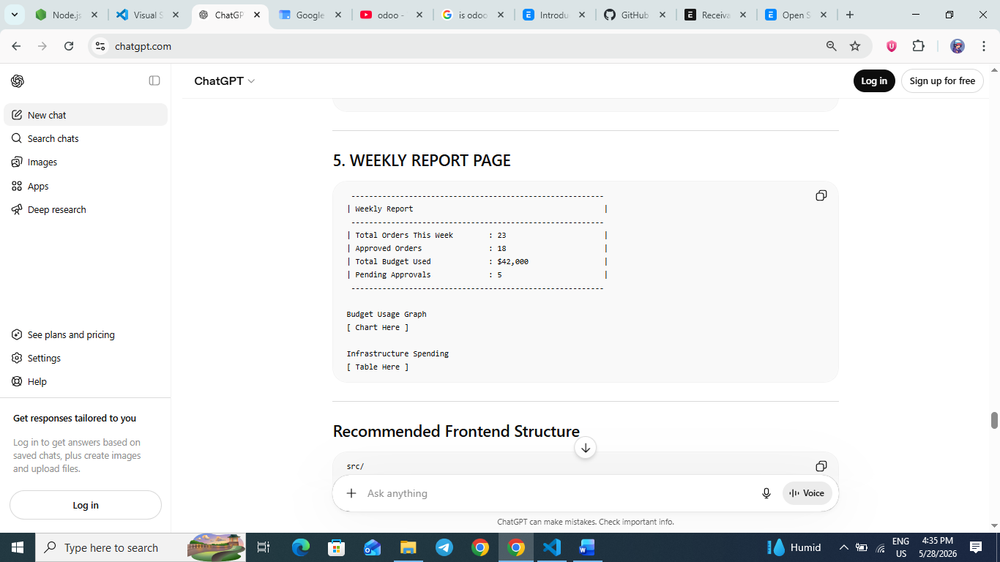 Node.js
Visual S
ChatGP
Google
odoo -
is odoo
Introdu
GitHub
Receiva
Open S
chatgpt.com
ChatGPT
Log in
Sign up for free
New chat
Search chats
Images
Apps
Deep research
See plans and pricing
Settings
Help
Get responses tailored to you
Log in to get answers based on
saved chats, plus create images
and upload files.
Log in
5. WEEKLY REPORT PAGE
---------------------------------------------------------
| Weekly Report |
---------------------------------------------------------
| Total Orders This Week : 23 |
| Approved Orders : 18 |
| Total Budget Used : $42,000 |
| Pending Approvals : 5 |
---------------------------------------------------------
Budget Usage Graph
[ Chart Here ]
Infrastructure Spending
[ Table Here ]
Recommended Frontend Structure
src/
Ask anything
Voice
ChatGPT can make mistakes. Check important info.
Type here to search
Humid
ENG
US
4:35 PM
5/28/2026